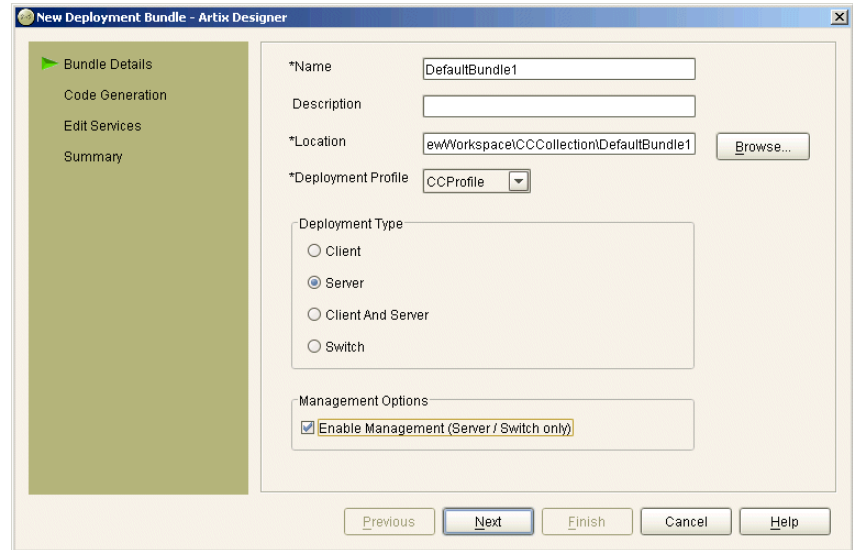 New Deployment Bundle - Artix Designer
Bundle Details
Code Generation
Edit Services
Summary
*Name
DefaultBundle1
Description
*Location
ewWorkspace\CCCollection\DefaultBundle1
Browse...
*Deployment Profile
CCProfile
Deployment Type
Client
Server
Client And Server
Switch
Management Options
Enable Management (Server / Switch only)
Previous
Next
Finish
Cancel
Help